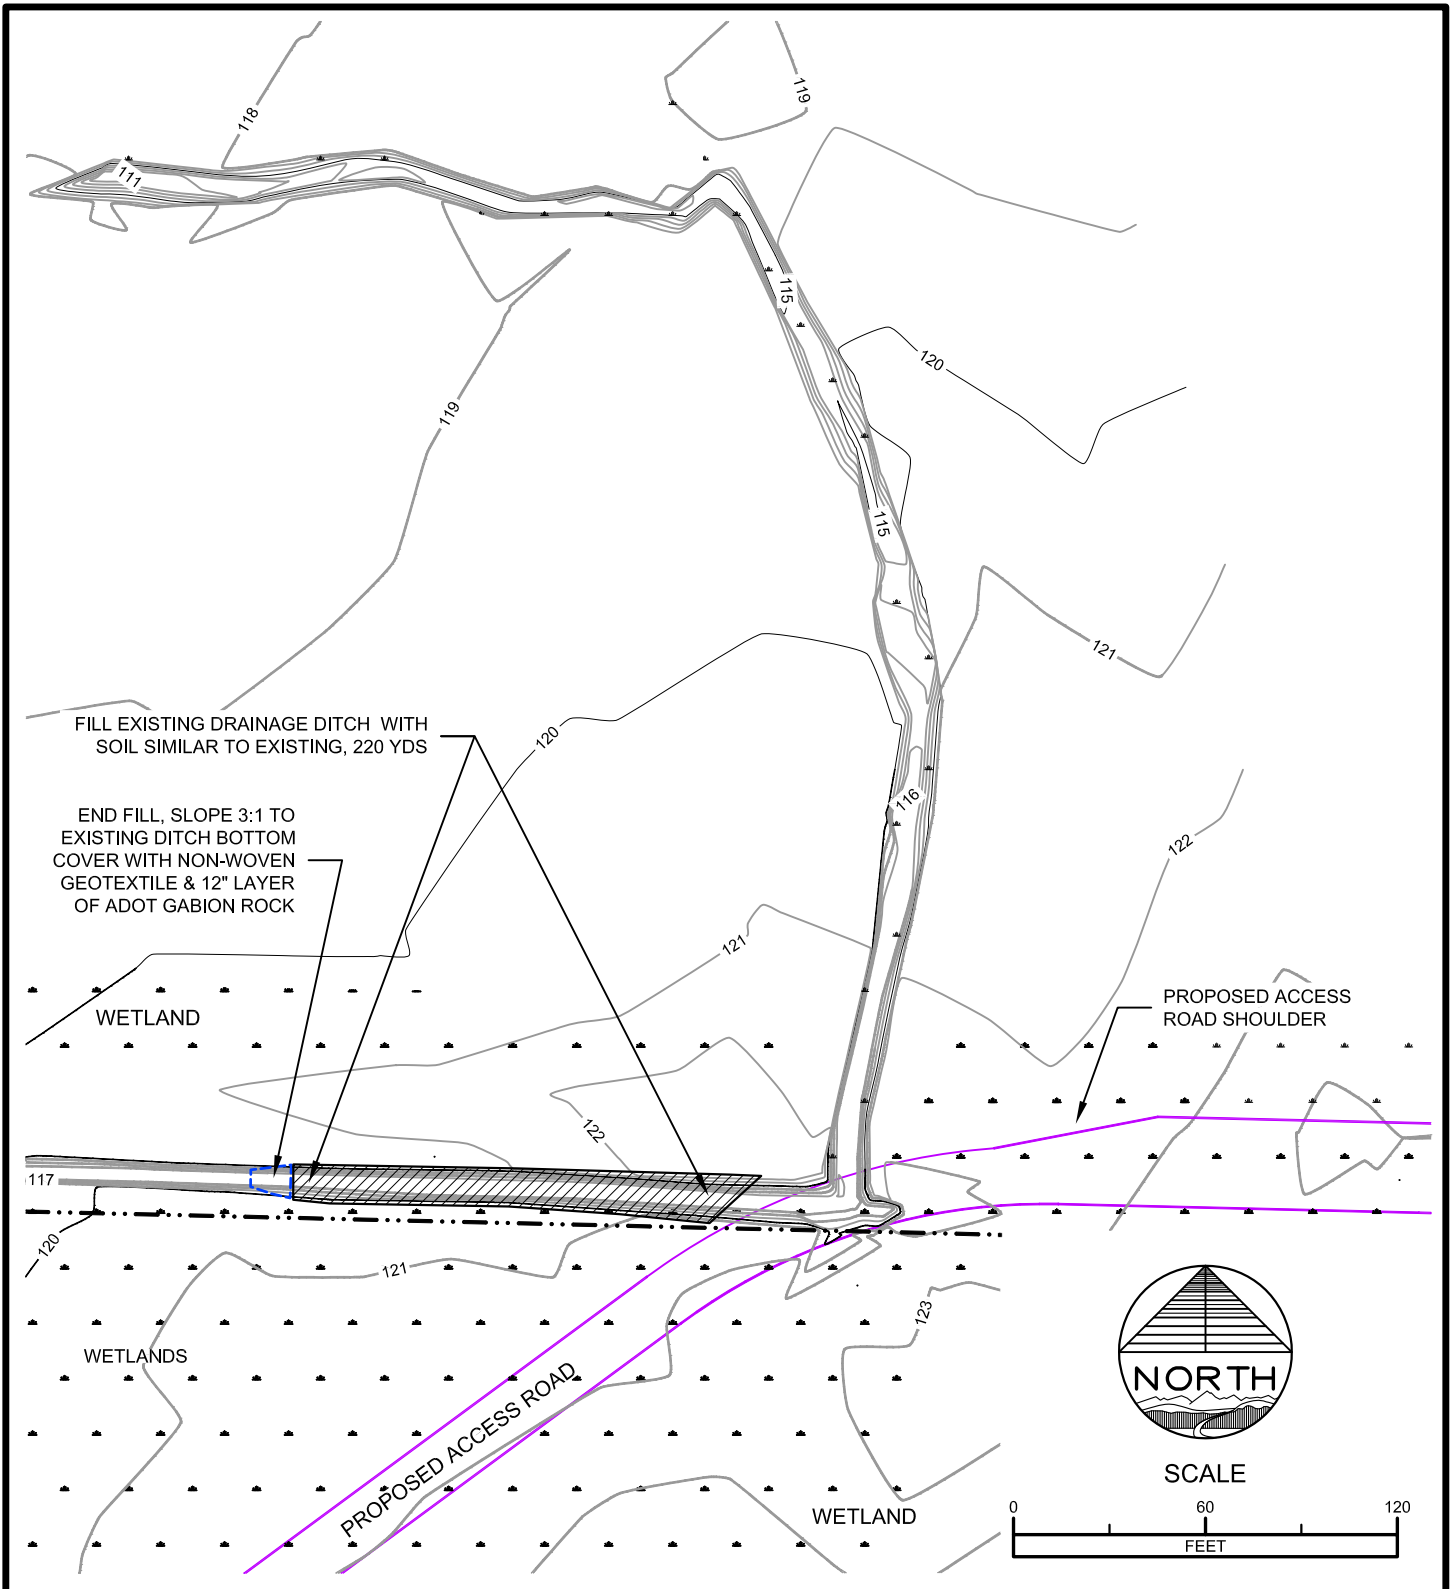 118
119
111
115
120
119
115
121
FILL EXISTING DRAINAGE DITCH WITH
SOIL SIMILAR TO EXISTING, 220 YDS
120
116
END FILL, SLOPE 3:1 TO
EXISTING DITCH BOTTOM
COVER WITH NON-WOVEN
GEOTEXTILE & 12" LAYER
OF ADOT GABION ROCK
122
121
PROPOSED ACCESS
ROAD SHOULDER
WETLAND
122
117
120
121
123
WETLANDS
PROPOSED ACCESS ROAD
NORTH
SCALE
WETLAND
0 60 120
FEET